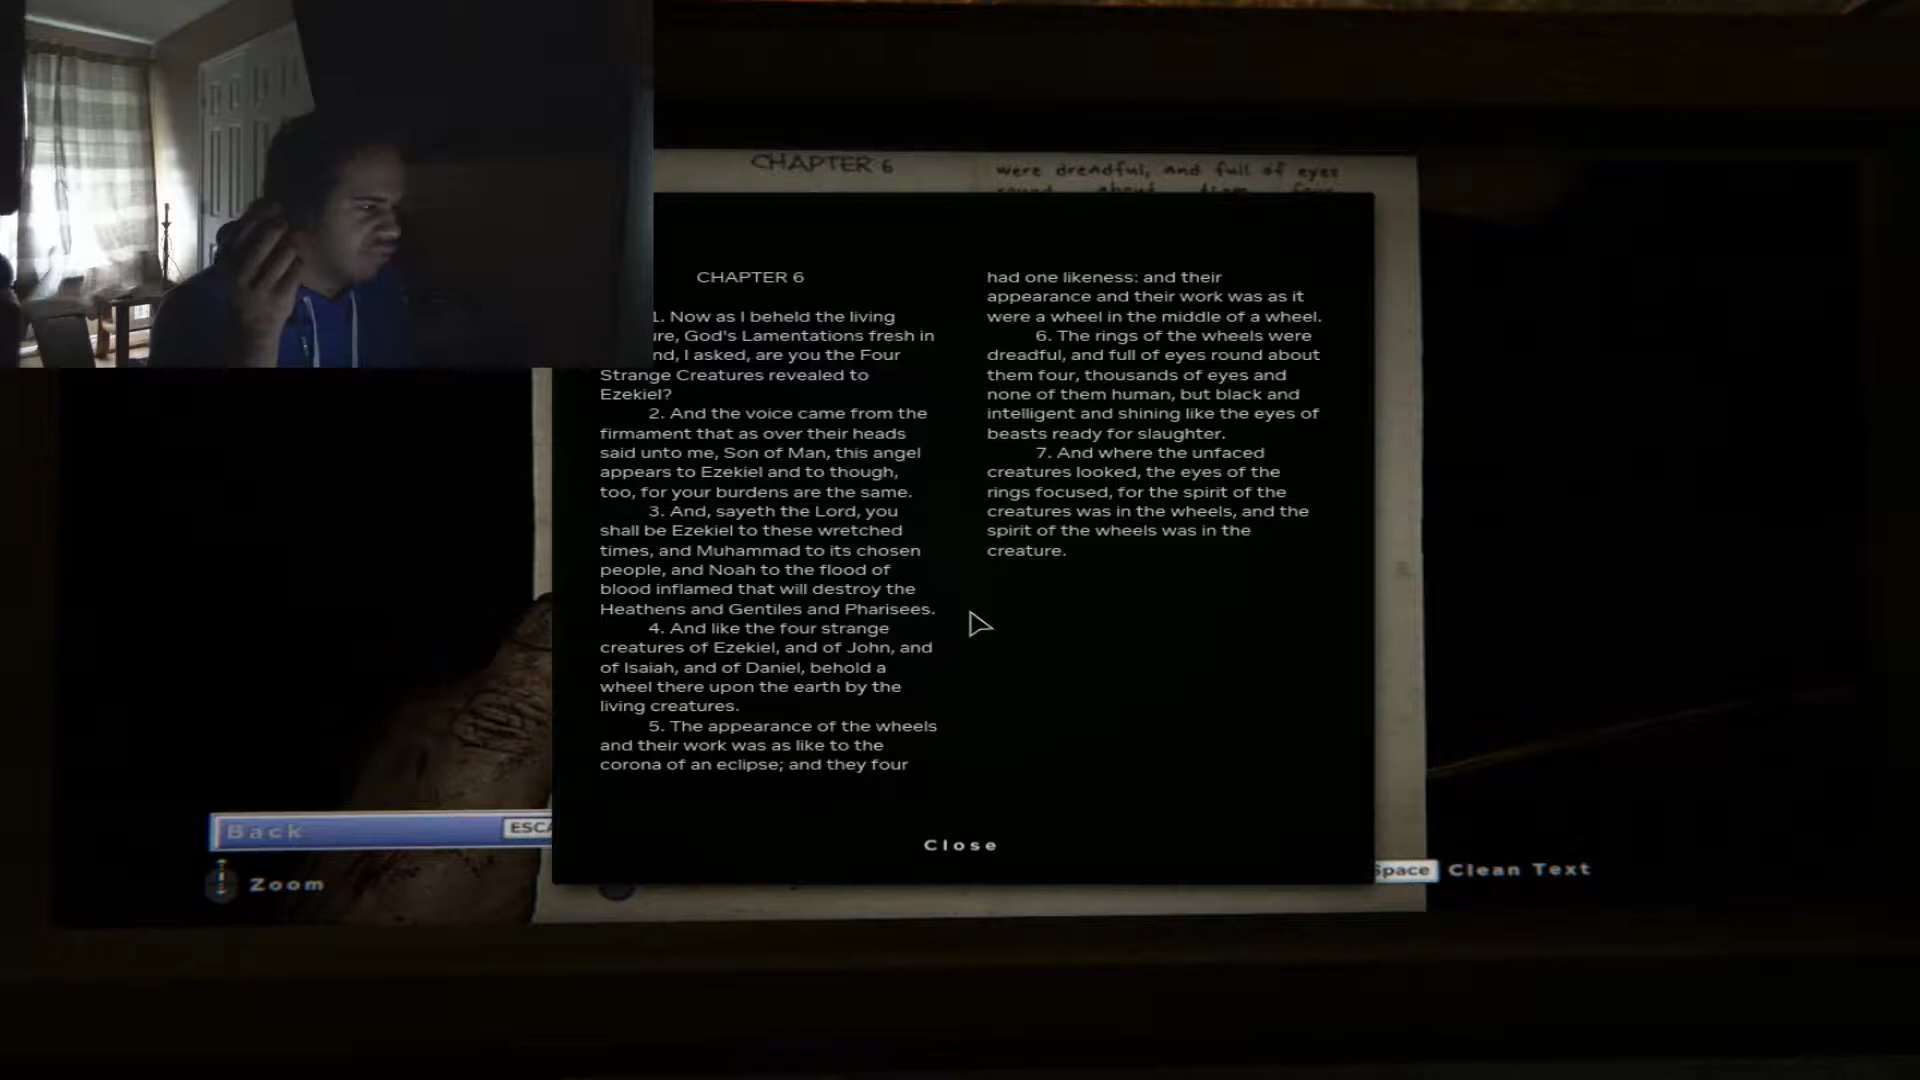 CHAPTER 6
were dreadful, and full of eyes
CHAPTER 6
1. Now as I beheld the living
God's Lamentations fresh in
I asked, are you the Four
Strange Creatures revealed to
Ezekiel?
2. And the voice came from the
firmament that as over their heads
said unto me, Son of Man, this angel
appears to Ezekiel and to though,
too, for your burdens are the same.
3. And, sayeth the Lord, you
shall be Ezekiel to these wretched
times, and Muhammad to its chosen
people, and Noah to the flood of
blood inflamed that will destroy the
Heathens and Gentiles and Pharisees.
4. And like the four strange
creatures of Ezekiel, and of John, and
of Isaiah, and of Daniel, behold a
wheel there upon the earth by the
living creatures.
5. The appearance of the wheels
and their work was as like to the
corona of an eclipse; and they four
had one likeness: and their
appearance and their work was as it
were a wheel in the middle of a wheel.
6. The rings of the wheels were
dreadful, and full of eyes round about
them four, thousands of eyes and
none of them human, but black and
intelligent and shining like the eyes of
beasts ready for slaughter.
7. And where the unfaced
creatures looked, the eyes of the
rings focused, for the spirit of the
creatures was in the wheels, and the
spirit of the wheels was in the
creature.
Close
Back
Zoom
Space Clean Text